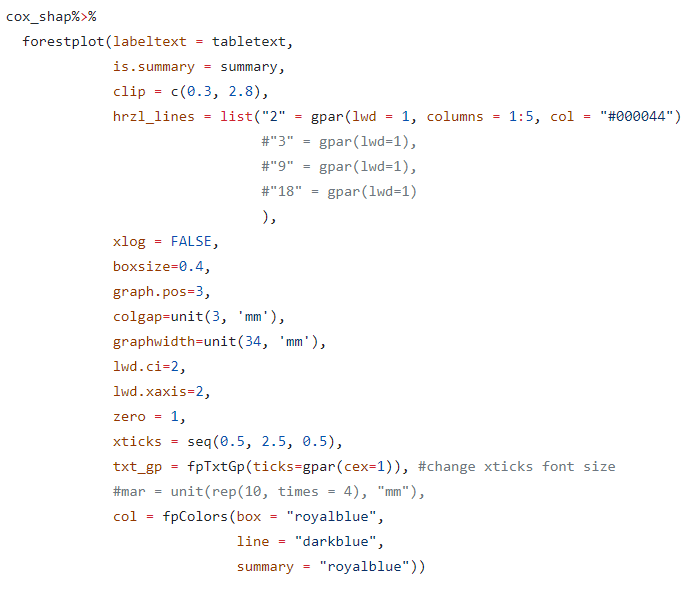 cox_shap%>%
  forestplot(labeltext = tabletext,
             is.summary = summary,
             clip = c(0.3, 2.8),
             hrzl_lines = list("2" = gpar(lwd = 1, columns = 1:5, col = "#000044")
                               #"3" = gpar(lwd=1),
                               #"9" = gpar(lwd=1),
                               #"18" = gpar(lwd=1)
                               ),
             xlog = FALSE,
             boxsize=0.4,
             graph.pos=3,
             colgap=unit(3, 'mm'),
             graphwidth=unit(34, 'mm'),
             lwd.ci=2,
             lwd.xaxis=2,
             zero = 1,
             xticks = seq(0.5, 2.5, 0.5),
             txt_gp = fpTxtGp(ticks=gpar(cex=1)), #change xticks font size
             #mar = unit(rep(10, times = 4), "mm"),
             col = fpColors(box = "royalblue",
                            line = "darkblue",
                            summary = "royalblue"))